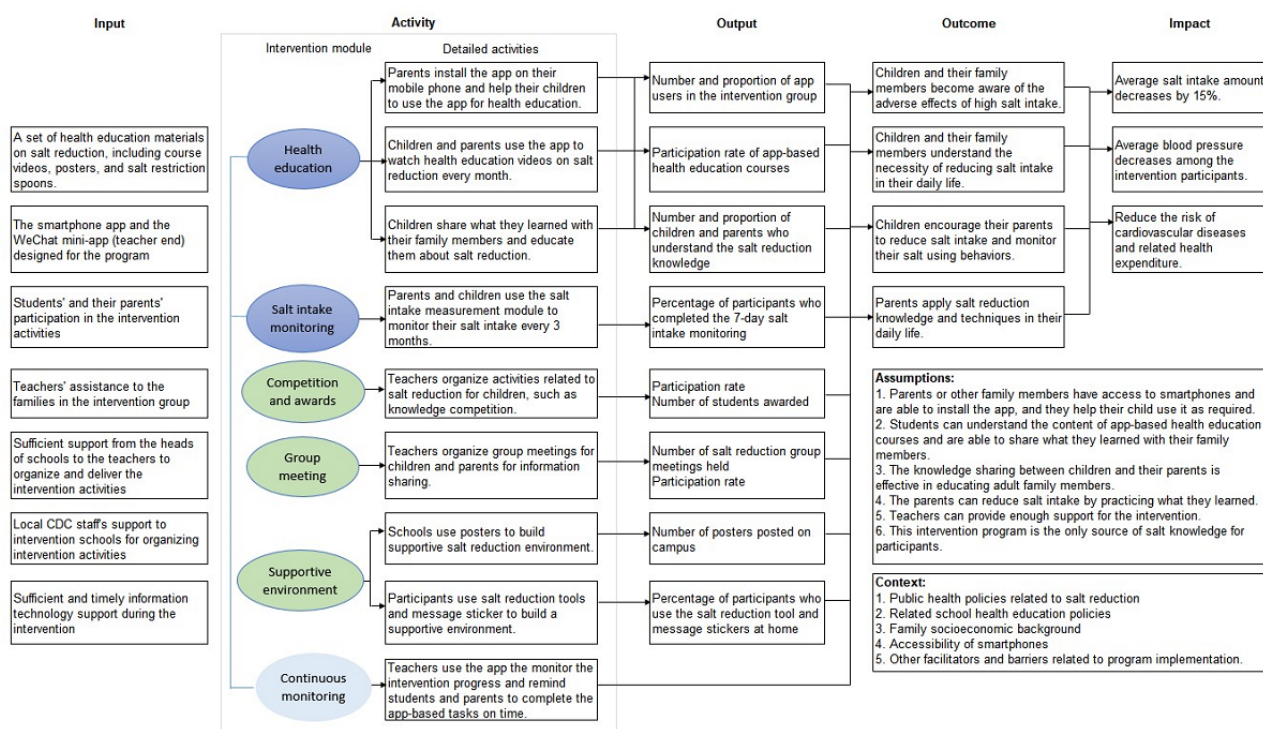 Input
Activity
Output
Outcome
Impact
Intervention module
Detailed activities
A set of health education materials
on salt reduction, including course
videos, posters, and salt restriction
spoons.
The smartphone app and the
WeChat mini-app (teacher end)
designed for the program
Students' and their parents'
participation in the intervention
activities
Teachers' assistance to the
families in the intervention group
Sufficient support from the heads
of schools to the teachers to
organize and deliver the
intervention activities
Local CDC staff's support to
intervention schools for organizing
intervention activities
Sufficient and timely information
technology support during the
intervention
Health
education
Salt intake
monitoring
Competition
and awards
Group
meeting
Supportive
environment
Continuous
monitoring
Parents install the app on their
mobile phone and help their children
to use the app for health education.
Children and parents use the app to
watch health education videos on salt
reduction every month.
Children share what they learned with
their family members and educate
them about salt reduction.
Parents and children use the salt
intake measurement module to
monitor their salt intake every 3
months.
Teachers organize activities related to
salt reduction for children, such as
knowledge competition.
Teachers organize group meetings for
children and parents for information
sharing.
Schools use posters to build
supportive salt reduction environment.
Participants use salt reduction tools
and message sticker to build a
supportive environment.
Teachers use the app the monitor the
intervention progress and remind
students and parents to complete the
app-based tasks on time.
Number and proportion of app
users in the intervention group
Participation rate of app-based
health education courses
Number and proportion of
children and parents who
understand the salt reduction
knowledge
Percentage of participants who
completed the 7-day salt
intake monitoring
Participation rate
Number of students awarded
Number of salt reduction group
meetings held
Participation rate
Number of posters posted on
campus
Percentage of participants who
use the salt reduction tool and
message stickers at home
Children and their family
members become aware of the
adverse effects of high salt intake.
Children and their family
members understand the
necessity of reducing salt intake
in their daily life.
Children encourage their parents
to reduce salt intake and monitor
their salt using behaviors.
Parents apply salt reduction
knowledge and techniques in their
daily life.
Average salt intake amount
decreases by 15%.
Average blood pressure
decreases among the
intervention participants.
Reduce the risk of
cardiovascular diseases
and related health
expenditure.
Assumptions:
1. Parents or other family members have access to smartphones and
are able to install the app, and they help their child use it as required.
2. Students can understand the content of app-based health education
courses and are able to share what they learned with their family
members.
3. The knowledge sharing between children and their parents is
effective in educating adult family members.
4. The parents can reduce salt intake by practicing what they learned.
5. Teachers can provide enough support for the intervention.
6. This intervention program is the only source of salt knowledge for
participants.
Context:
1. Public health policies related to salt reduction
2. Related school health education policies
3. Family socioeconomic background
4. Accessibility of smartphones
5. Other facilitators and barriers related to program implementation.